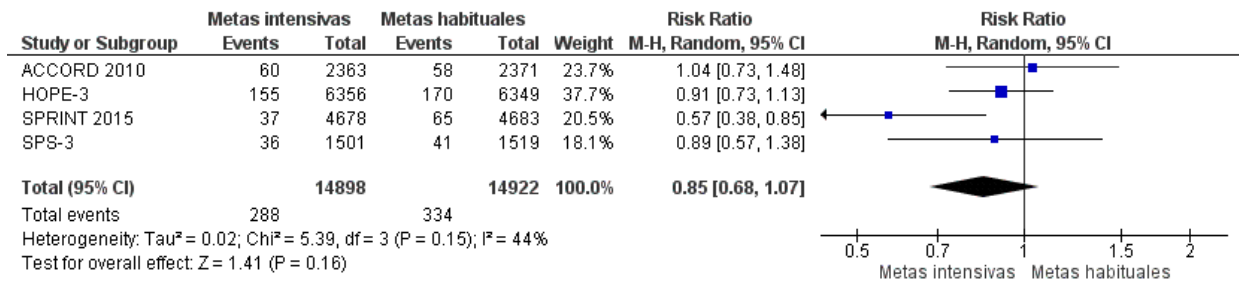 Metas intensivas Metas habituales Risk Ratio Risk Ratio
Study or Subgroup Events Total Events Total Weight M-H, Random, 95% CI M-H, Random, 95% CI
ACCORD 2010 60 2363 58 2371 23.7% 1.04 [0.73, 1.48]
HOPE-3 155 6356 170 6349 37.7% 0.91 [0.73, 1.13]
SPRINT 2015 37 4678 65 4683 20.5% 0.57 [0.38, 0.85]
SPS-3 36 1501 41 1519 18.1% 0.89 [0.57, 1.38]
Total (95% CI) 14898 14922 100.0% 0.85 [0.68, 1.07]
Total events 288 334
Heterogeneity: Tau² = 0.02; Chi² = 5.39, df = 3 (P = 0.15); I² = 44%
Test for overall effect: Z = 1.41 (P = 0.16)
0.5 0.7 1 1.5 2
Metas intensivas Metas habituales